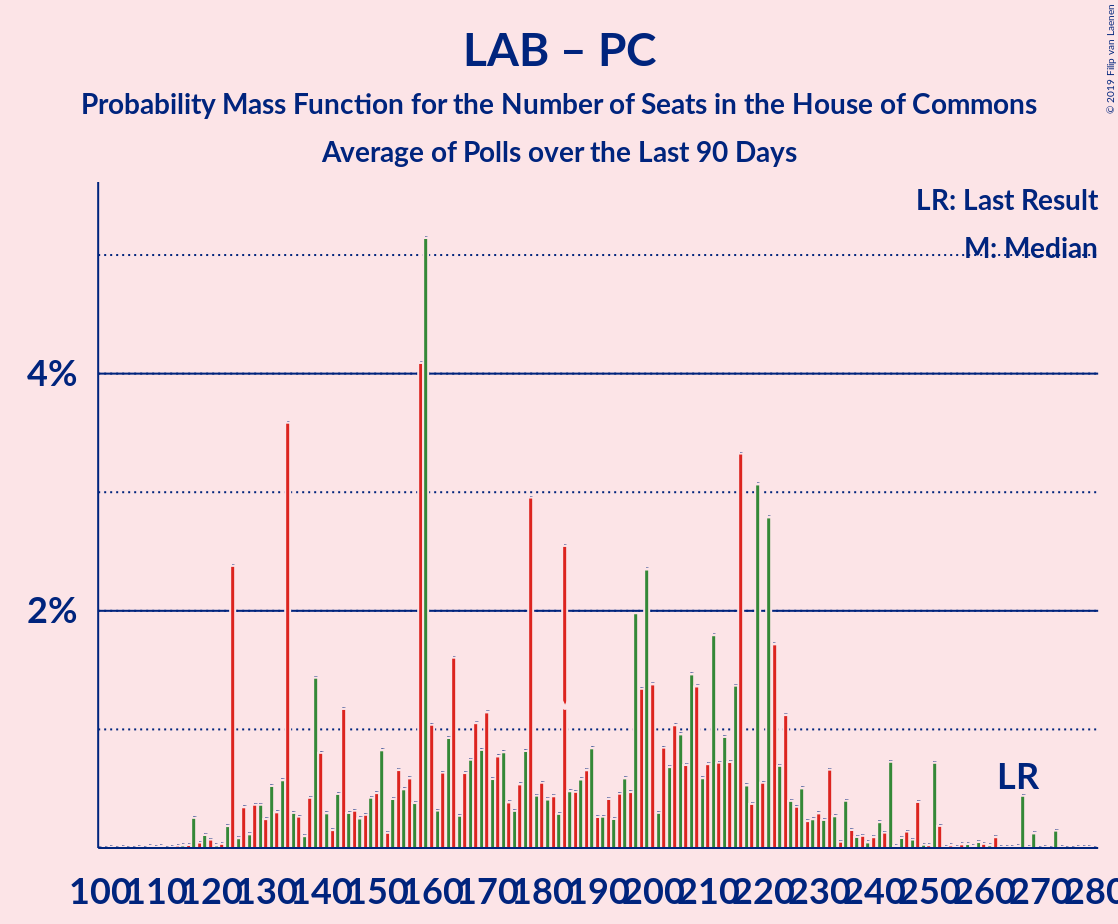 LAB – PC
Probability Mass Function for the Number of Seats in the House of Commons
Average of Polls over the Last 90 Days
© 2019 Filip van Laenen
LR: Last Result
M: Median
4%
2%
LR
100 110 120 130 140 150 160 170 180 190 200 210 220 230 240 250 260 270 280